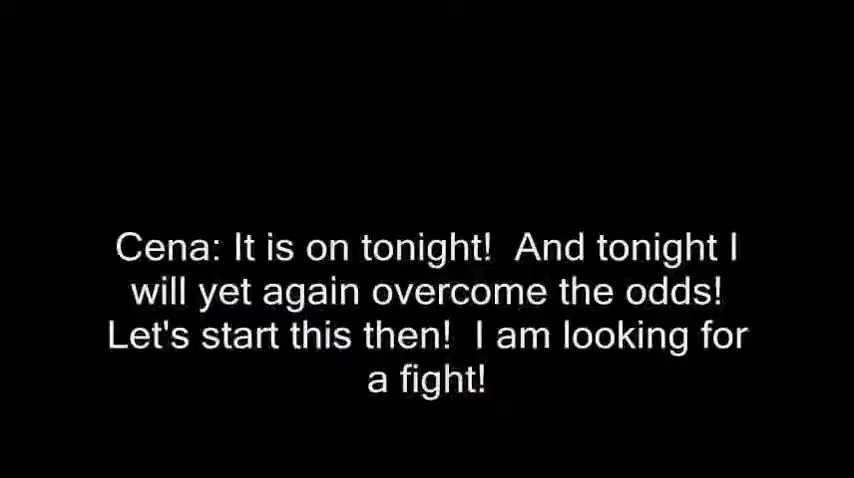 Cena: It is on tonight!  And tonight I
will yet again overcome the odds!
Let's start this then!  I am looking for
a fight!